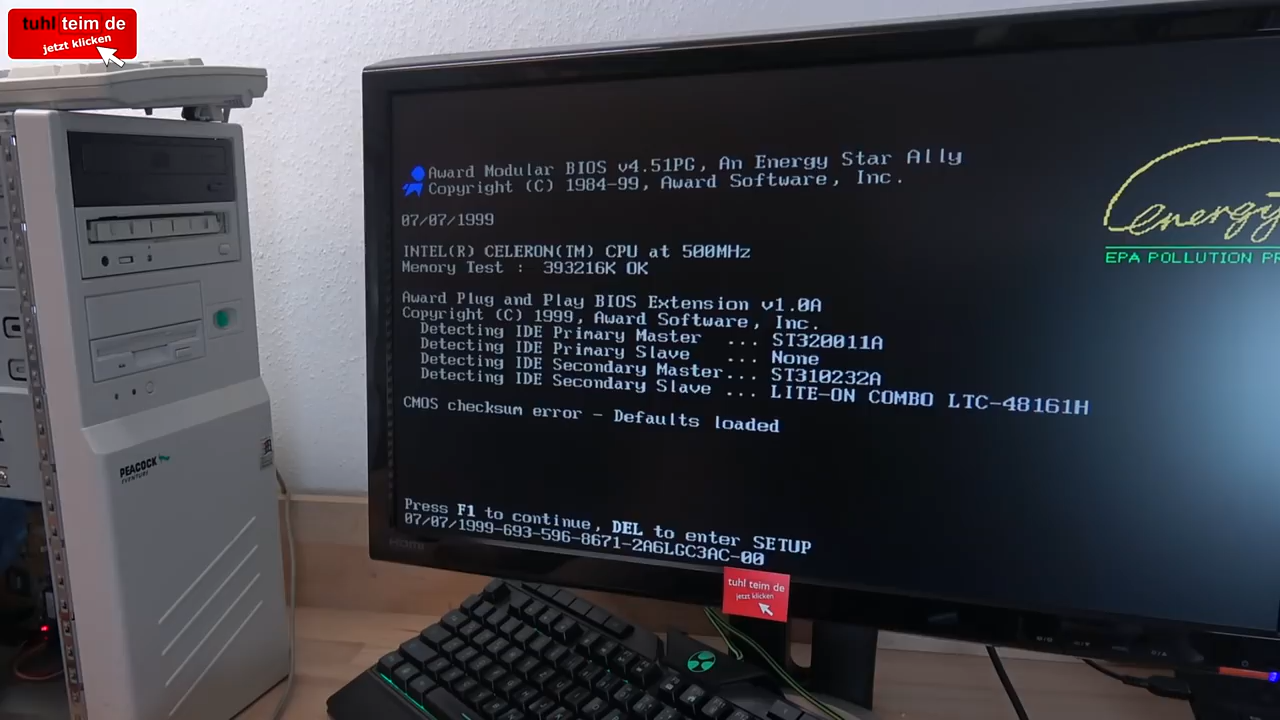 tuhl teim de
jetzt klicken
Award Modular BIOS v4.51PG, An Energy Star Ally
Copyright (C) 1984-99, Award Software, Inc.
energy
EPA POLLUTION PR
07/07/1999
INTEL(R) CELERON(TM) CPU at 500MHz
Memory Test : 393216K OK
Award Plug and Play BIOS Extension v1.0A
Copyright (C) 1999, Award Software, Inc.
Detecting IDE Primary Master ... ST320011A
Detecting IDE Primary Slave ... None
Detecting IDE Secondary Master... ST310232A
Detecting IDE Secondary Slave ... LITE-ON COMBO LTC-48161H
CMOS checksum error - Defaults loaded
Press F1 to continue, DEL to enter SETUP
07/07/1999-693-596-8671-2A6LGC3AC-00
HDMI
PEACOCK
tuhl teim de
jetzt klicken